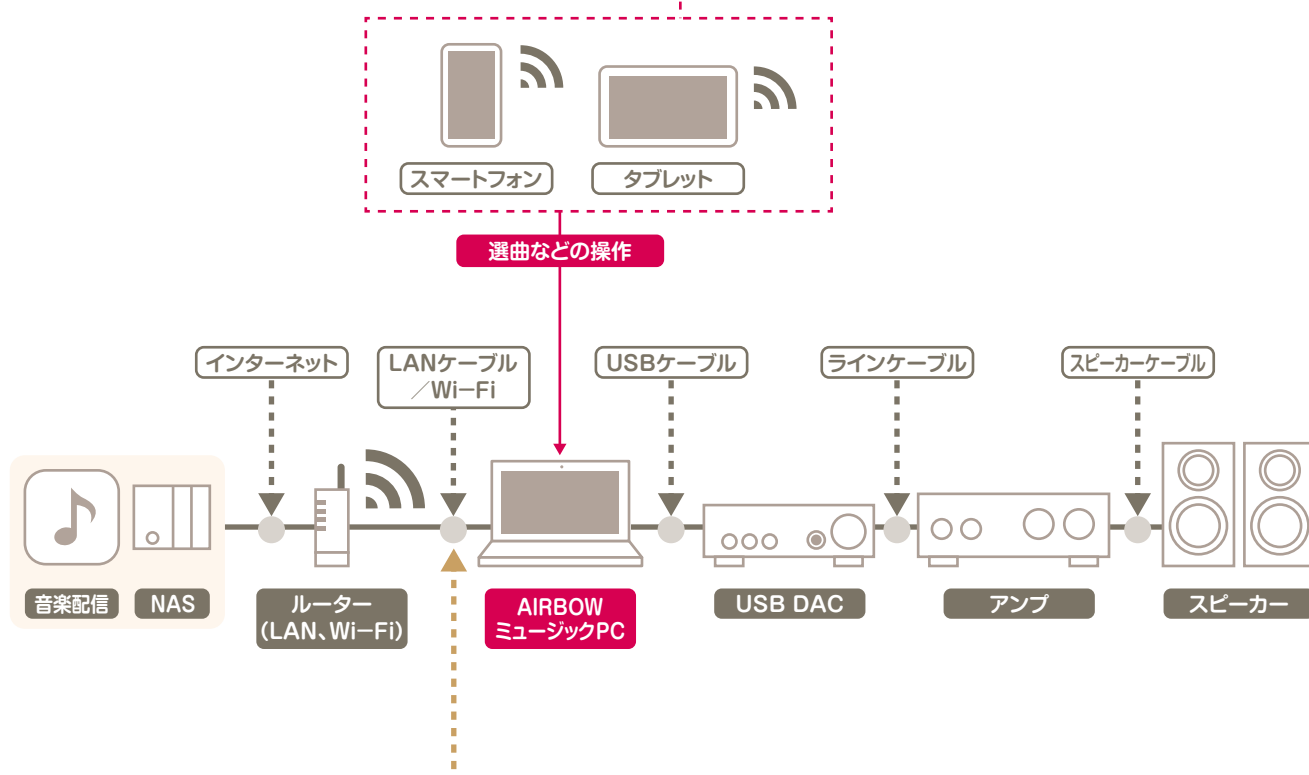 スマートフォン
タブレット
選曲などの操作
インターネット
LANケーブル
／Wi−Fi
USBケーブル
ラインケーブル
スピーカーケーブル
音楽配信
NAS
ルーター
(LAN、Wi−Fi)
AIRBOW
ミュージックPC
USB DAC
アンプ
スピーカー